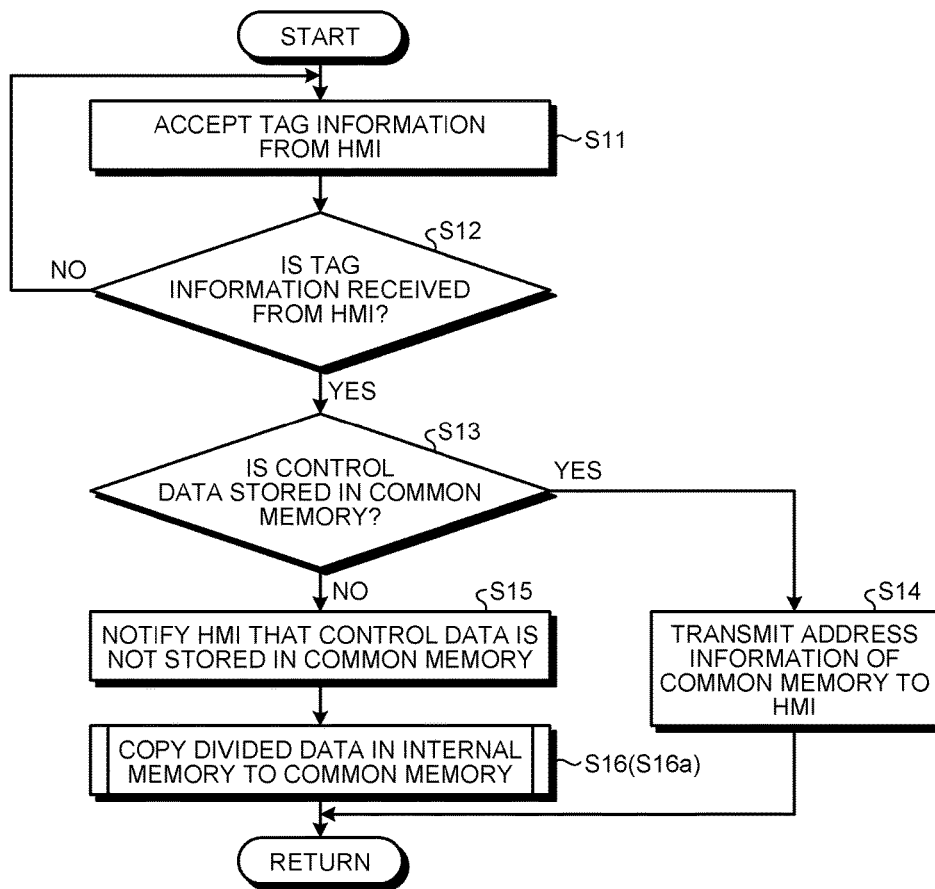 START
ACCEPT TAG INFORMATION
FROM HMI
S11
S12
NO
IS TAG
INFORMATION RECEIVED
FROM HMI?
YES
S13
IS CONTROL
DATA STORED IN COMMON
MEMORY?
YES
NO
S15
S14
NOTIFY HMI THAT CONTROL DATA IS
NOT STORED IN COMMON MEMORY
TRANSMIT ADDRESS
INFORMATION OF
COMMON MEMORY TO
HMI
COPY DIVIDED DATA IN INTERNAL
MEMORY TO COMMON MEMORY
S16(S16a)
RETURN